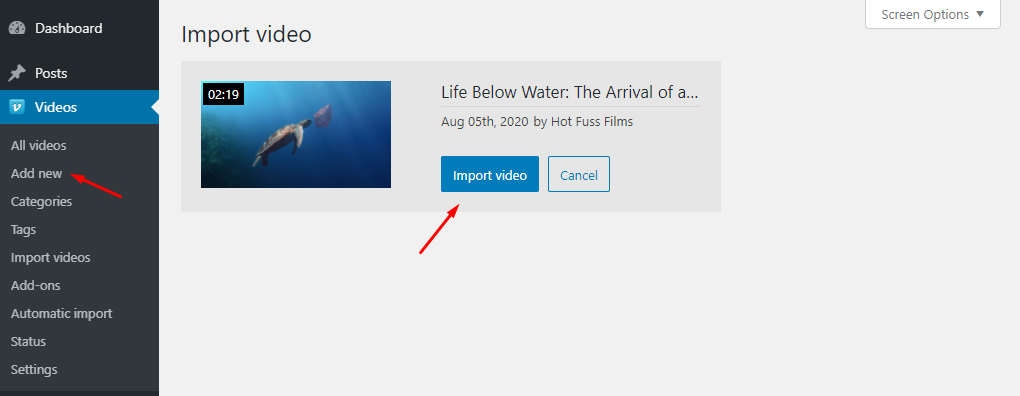 Dashboard
Posts
Videos
All videos
Add new
Categories
Tags
Import videos
Add-ons
Automatic import
Status
Settings
Screen Options
Import video
02:19
Life Below Water: The Arrival of a...
Aug 05th, 2020 by Hot Fuss Films
Import video
Cancel